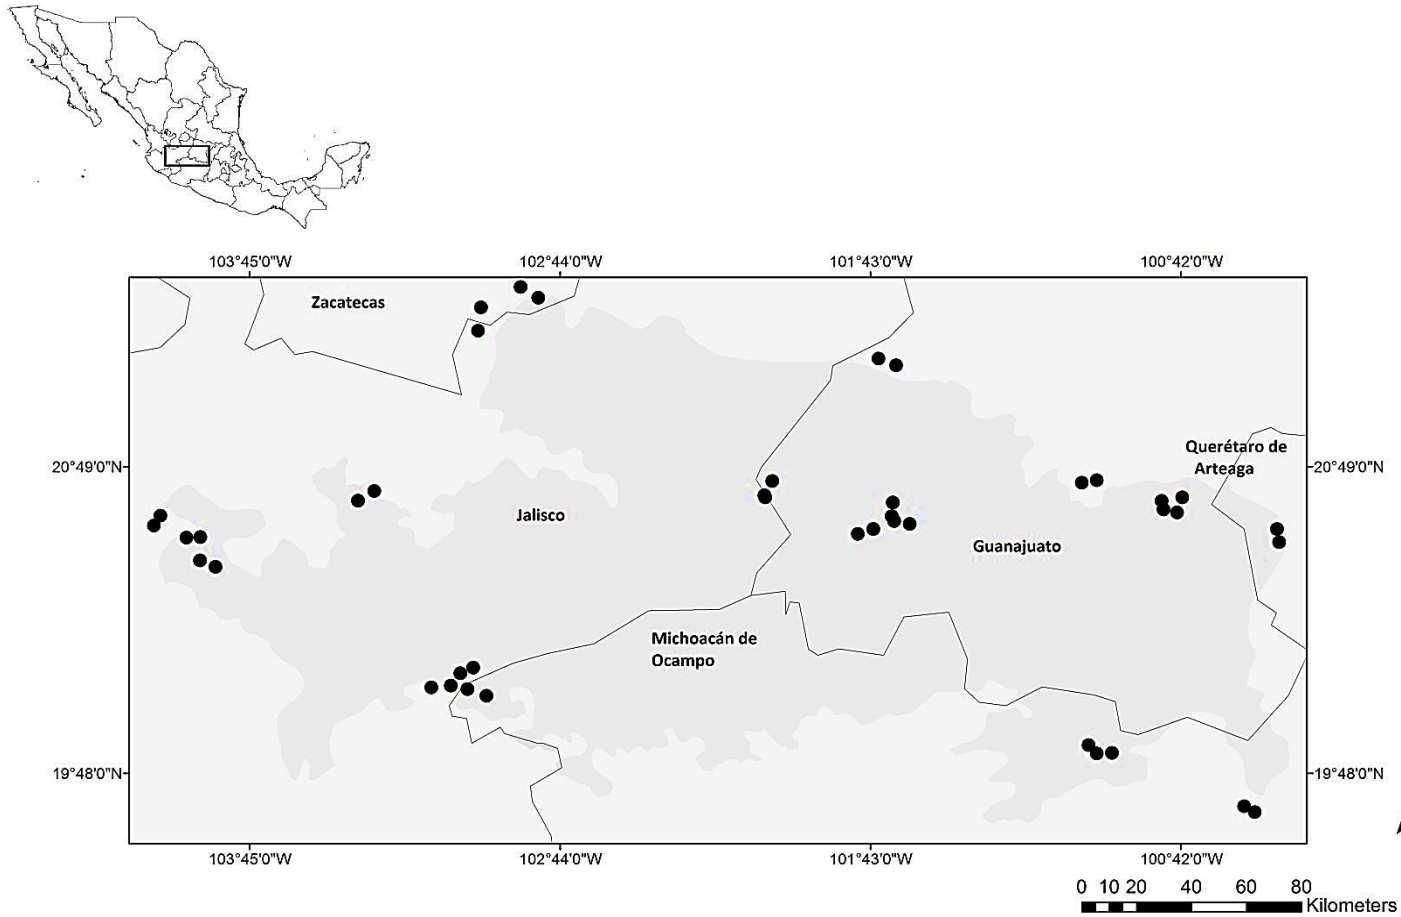 103°45'0"W 102°44'0"W 101°43'0"W 100°42'0"W
Zacatecas
Querétaro de
Arteaga
20°49'0"N 20°49'0"N
Jalisco
Guanajuato
Michoacán de
Ocampo
19°48'0"N 19°48'0"N
103°45'0"W 102°44'0"W 101°43'0"W 100°42'0"W
0 10 20 40 60 80
Kilometers